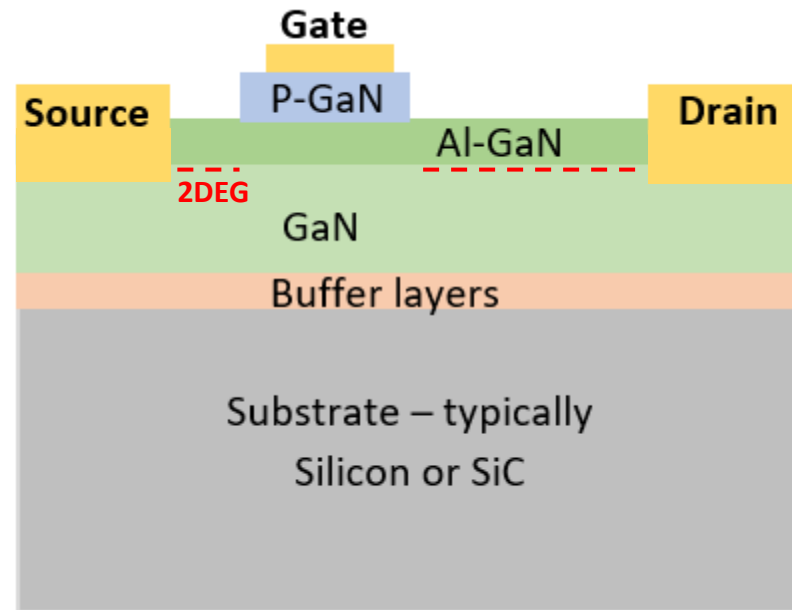 Gate
P-GaN
Source
Drain
Al-GaN
2DEG
GaN
Buffer layers
Substrate – typically
Silicon or SiC